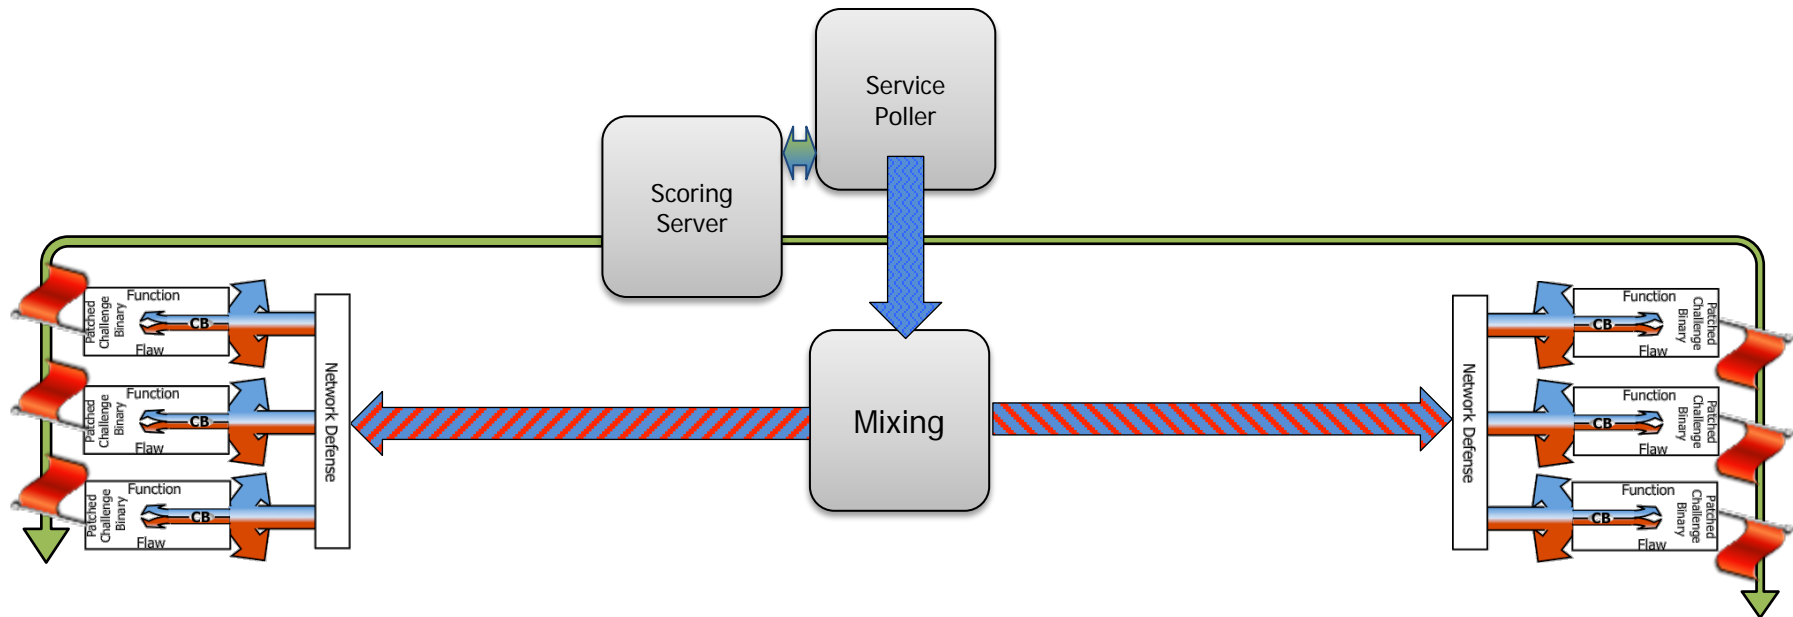 Service
Poller
Scoring
Server
Mixing
Patched
Challenge
Binary
Function
CB
Flaw
Patched
Challenge
Binary
Function
CB
Flaw
Patched
Challenge
Binary
Function
CB
Flaw
Network Defense
Network Defense
Function
CB
Flaw
Patched
Challenge
Binary
Function
CB
Flaw
Patched
Challenge
Binary
Function
CB
Flaw
Patched
Challenge
Binary